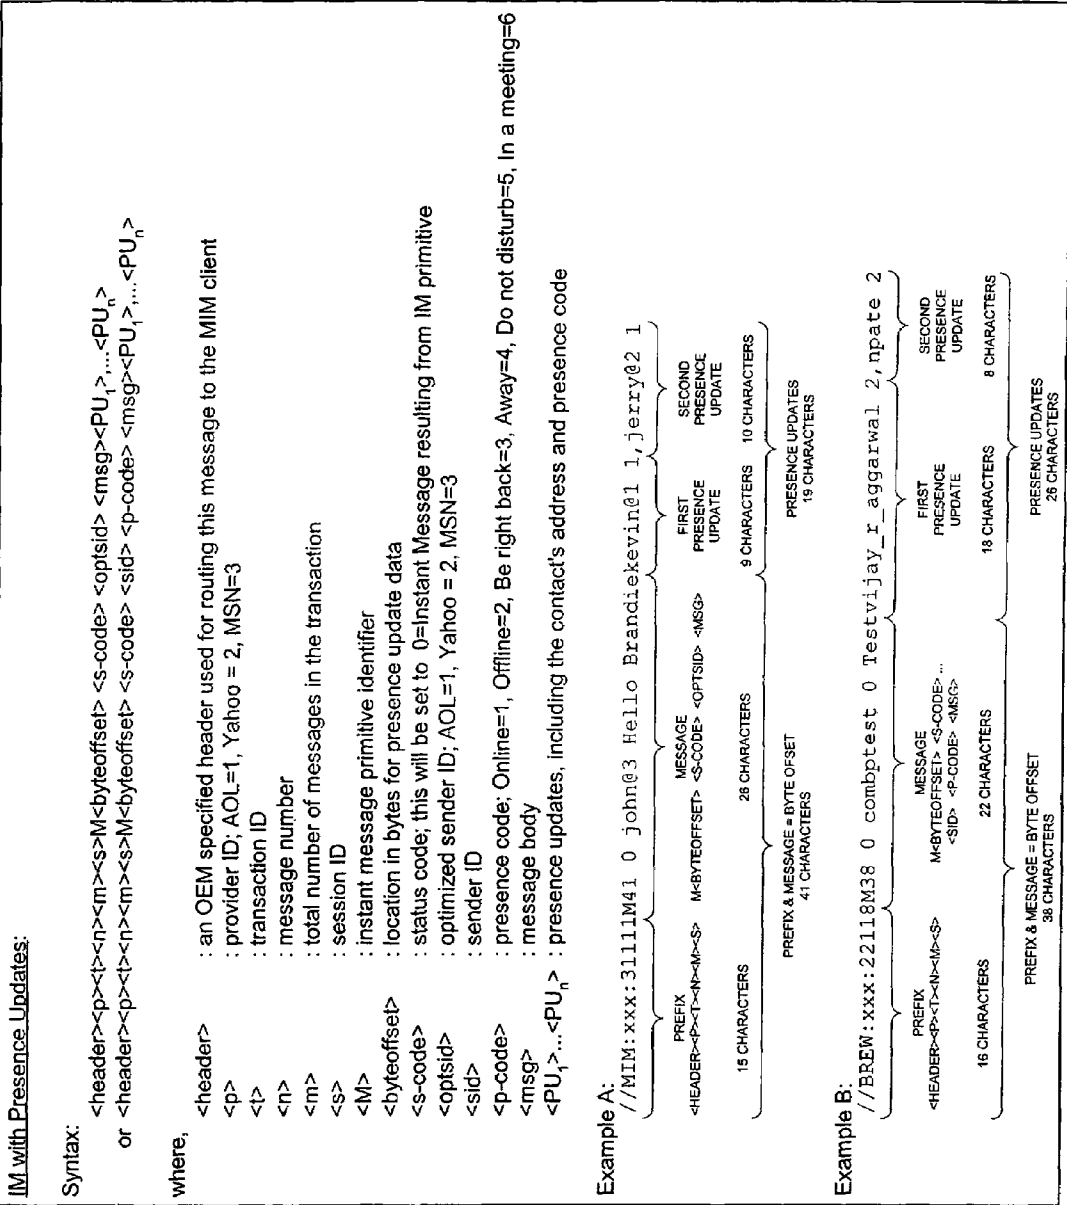 IM with Presence Updates:
Syntax:
<header><p><t><n><m><s>M<byteoffset> <s-code> <optsid> <msg><PU1>,...<PUn>
or <header><p><t><n><m><s>M<byteoffset> <s-code> <sid> <p-code> <msg><PU1>,...<PUn>
where,
<header> : an OEM specified header used for routing this message to the MIM client
<p> : provider ID; AOL=1, Yahoo = 2, MSN=3
<t> : transaction ID
<n> : message number
<m> : total number of messages in the transaction
<s> : session ID
<M> : instant message primitive identifier
<byteoffset> : location in bytes for presence update data
<s-code> : status code; this will be set to 0=Instant Message resulting from IM primitive
<optsid> : optimized sender ID; AOL=1, Yahoo = 2, MSN=3
<sid> : sender ID
<p-code> : presence code; Online=1, Offline=2, Be right back=3, Away=4, Do not disturb=5, In a meeting=6
<msg> : message body
<PU1>...<PUn> : presence updates, including the contact's address and presence code
Example A:
//MIM:xxx:31111M41 0 john@3 Hello Brandiekevin@1 1,jerry@2 1
PREFIX
<HEADER><P><T><N><M><S>
15 CHARACTERS
MESSAGE
M<BYTEOFFSET> <S-CODE> <OPTSID> <MSG>
26 CHARACTERS
FIRST
PRESENCE
UPDATE
9 CHARACTERS
SECOND
PRESENCE
UPDATE
10 CHARACTERS
PREFIX & MESSAGE = BYTE OFSET
41 CHARACTERS
PRESENCE UPDATES
19 CHARACTERS
Example B:
//BREW:xxx:22118M38 0 combptest 0 Testvijay_r_aggarwal 2,npate 2
PREFIX
<HEADER><P><T><N><M><S>
16 CHARACTERS
MESSAGE
M<BYTEOFFSET> <S-CODE> ...
<SID> <P-CODE> <MSG>
22 CHARACTERS
FIRST
PRESENCE
UPDATE
18 CHARACTERS
SECOND
PRESENCE
UPDATE
8 CHARACTERS
PREFIX & MESSAGE = BYTE OFFSET
38 CHARACTERS
PRESENCE UPDATES
26 CHARACTERS